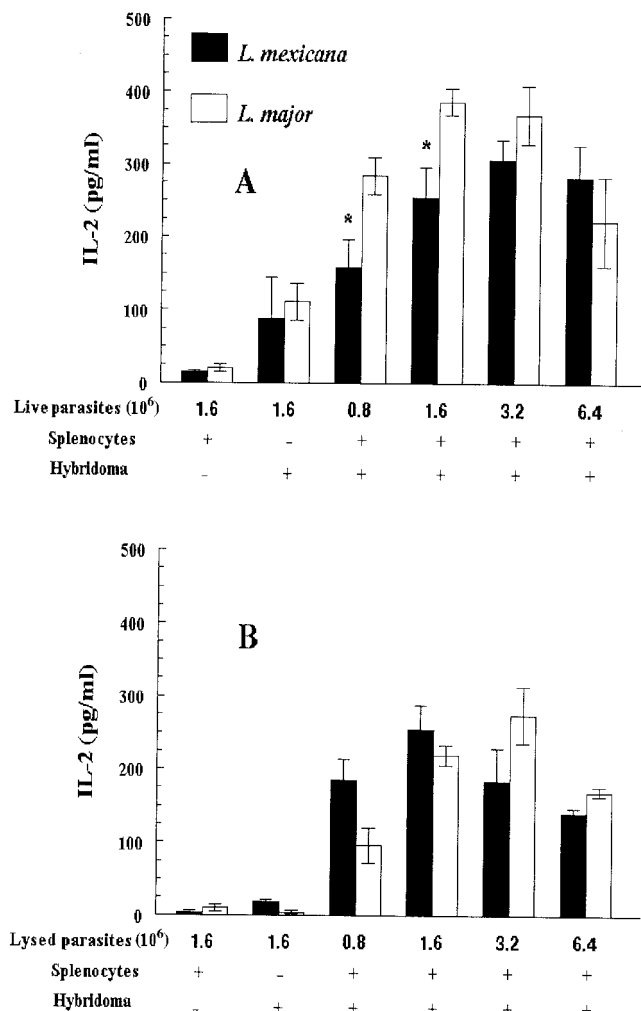 500
L. mexicana
400
L. major
300
A
*
*
200
100
0
IL-2 (pg/ml)
Live parasites (10⁶) 1.6 1.6 0.8 1.6 3.2 6.4
Splenocytes + - + + + +
Hybridoma - + + + + +
500
400
B
300
200
100
0
IL-2 (pg/ml)
Lysed parasites (10⁶) 1.6 1.6 0.8 1.6 3.2 6.4
Splenocytes + - + + + +
Hybridoma - + + + + +